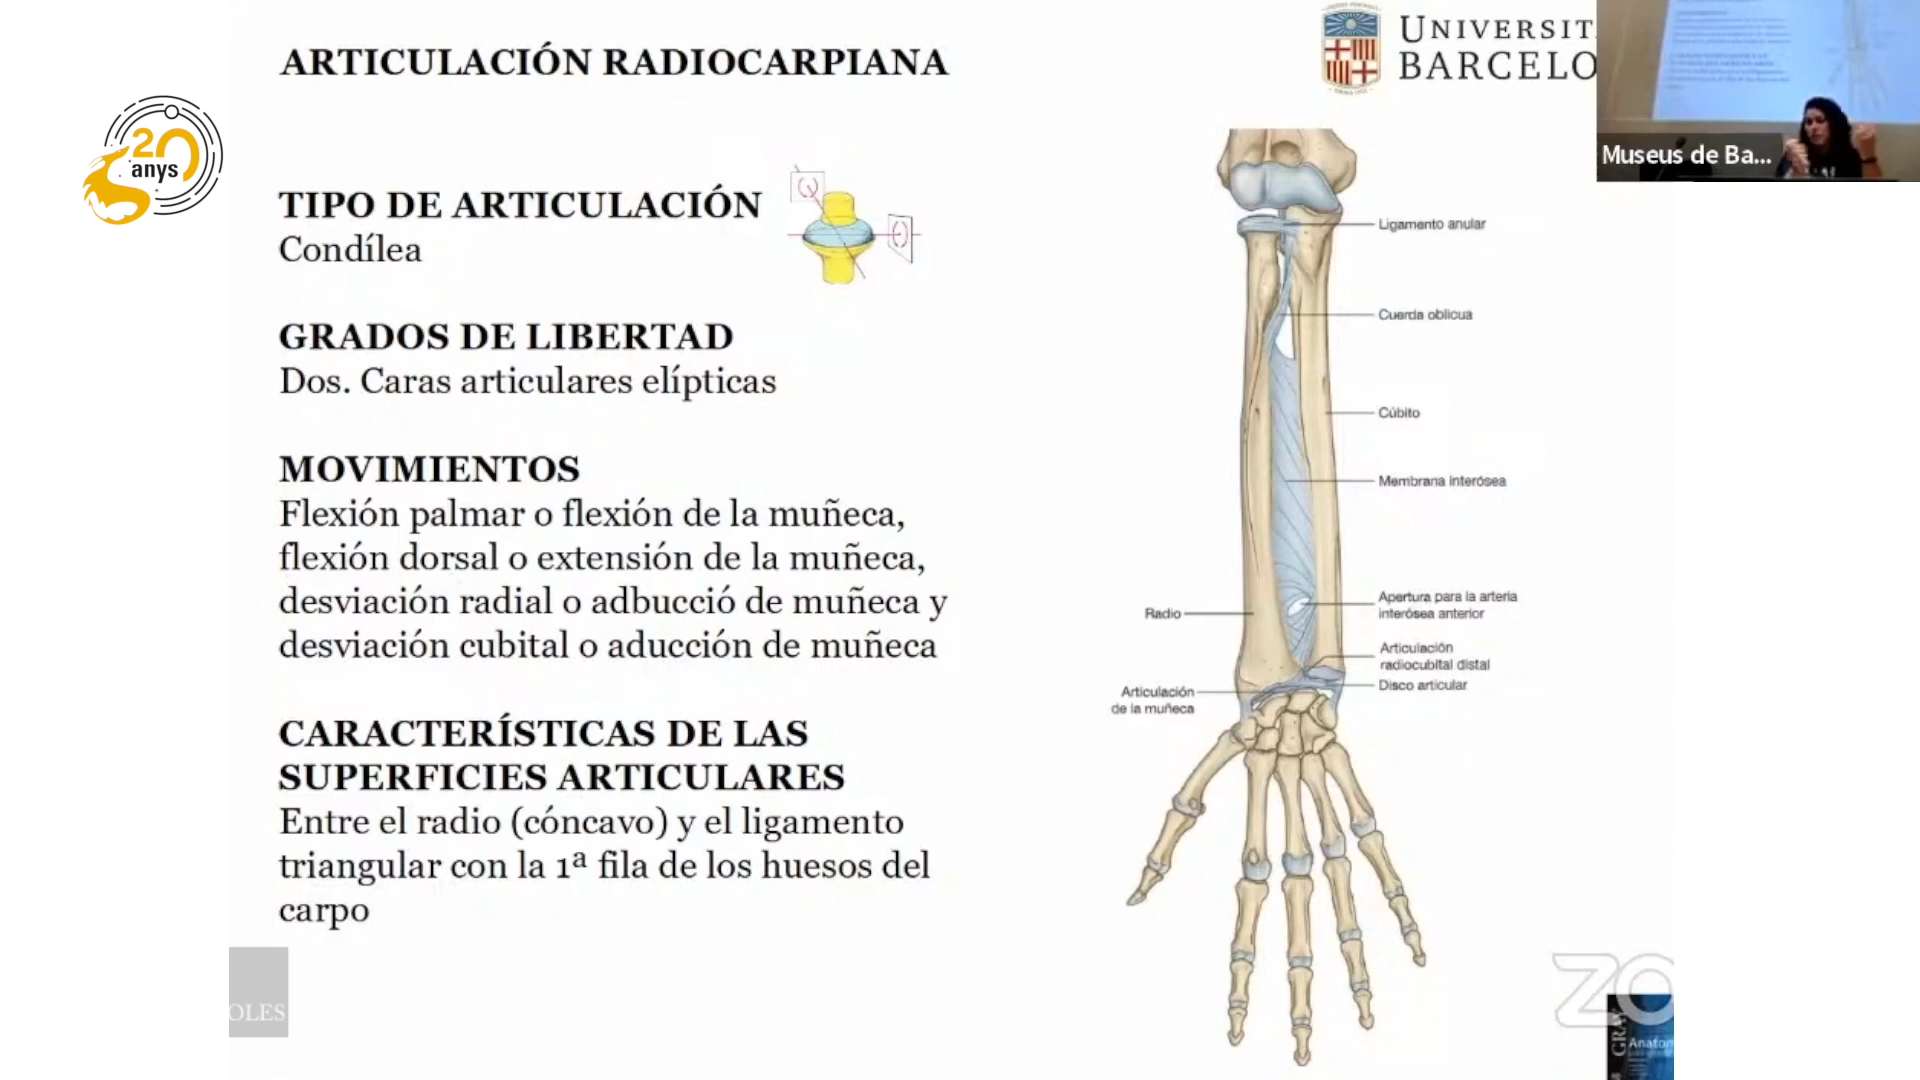 ARTICULACIÓN RADIOCARPIANA
UNIVERSIT
BARCELO
20
anys
Museus de Ba...
TIPO DE ARTICULACIÓN
Condílea
GRADOS DE LIBERTAD
Dos. Caras articulares elípticas
MOVIMIENTOS
Flexión palmar o flexión de la muñeca,
flexión dorsal o extensión de la muñeca,
desviación radial o adbucció de muñeca y
desviación cubital o aducción de muñeca
CARACTERÍSTICAS DE LAS
SUPERFICIES ARTICULARES
Entre el radio (cóncavo) y el ligamento
triangular con la 1ª fila de los huesos del
carpo
Ligamento anular
Cuerda oblicua
Cúbito
Membrana interósea
Apertura para la arteria
interósea anterior
Radio
Articulación
radiocubital distal
Disco articular
Articulación
de la muñeca
OLES
ZO
GRAY
Anatom